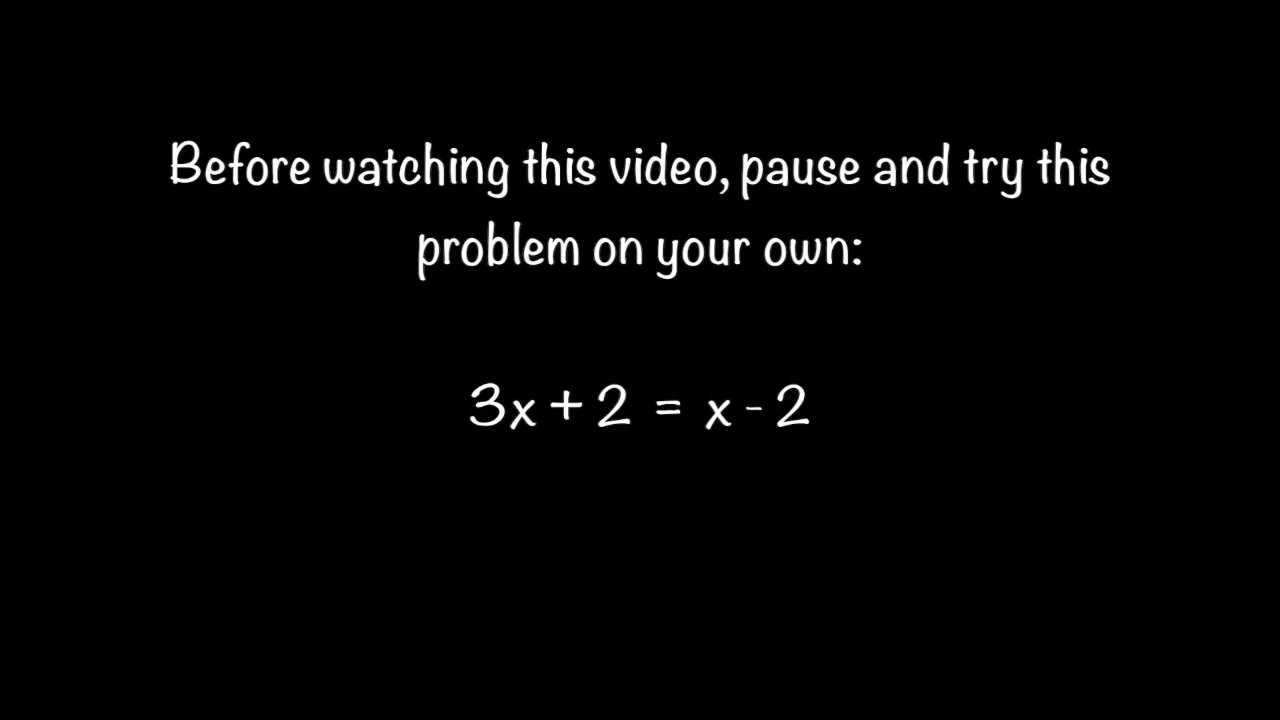 Before watching this video, pause and try this
problem on your own:
3x + 2 = x - 2